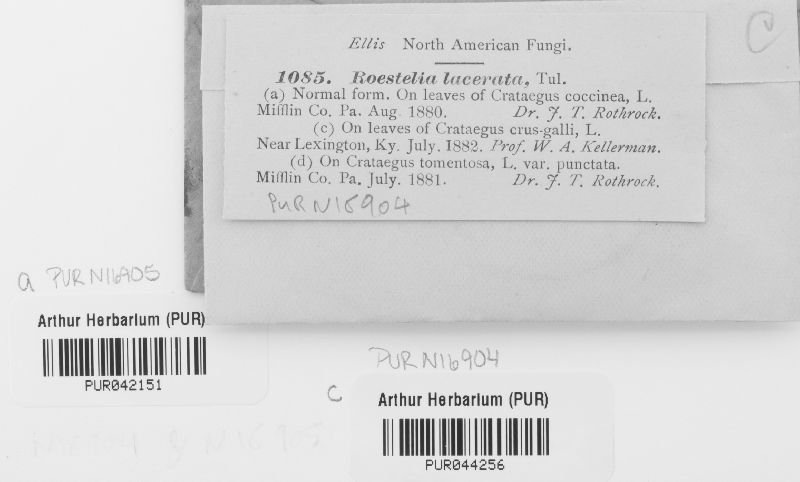 C
Ellis North American Fungi.
1085. Roestelia lacerata, Tul.
(a) Normal form. On leaves of Crataegus coccinea, L.
Mifflin Co. Pa. Aug. 1880. Dr. J. T. Rothrock.
(c) On leaves of Crataegus crus-galli, L.
Near Lexington, Ky. July. 1882. Prof. W. A. Kellerman.
(d) On Crataegus tomentosa, L. var. punctata.
Mifflin Co. Pa. July. 1881. Dr. J. T. Rothrock.
PUR N16904
a PUR N16905
Arthur Herbarium (PUR)
PUR042151
PUR N16904
c
Arthur Herbarium (PUR)
PUR044256
N16904 & N16905